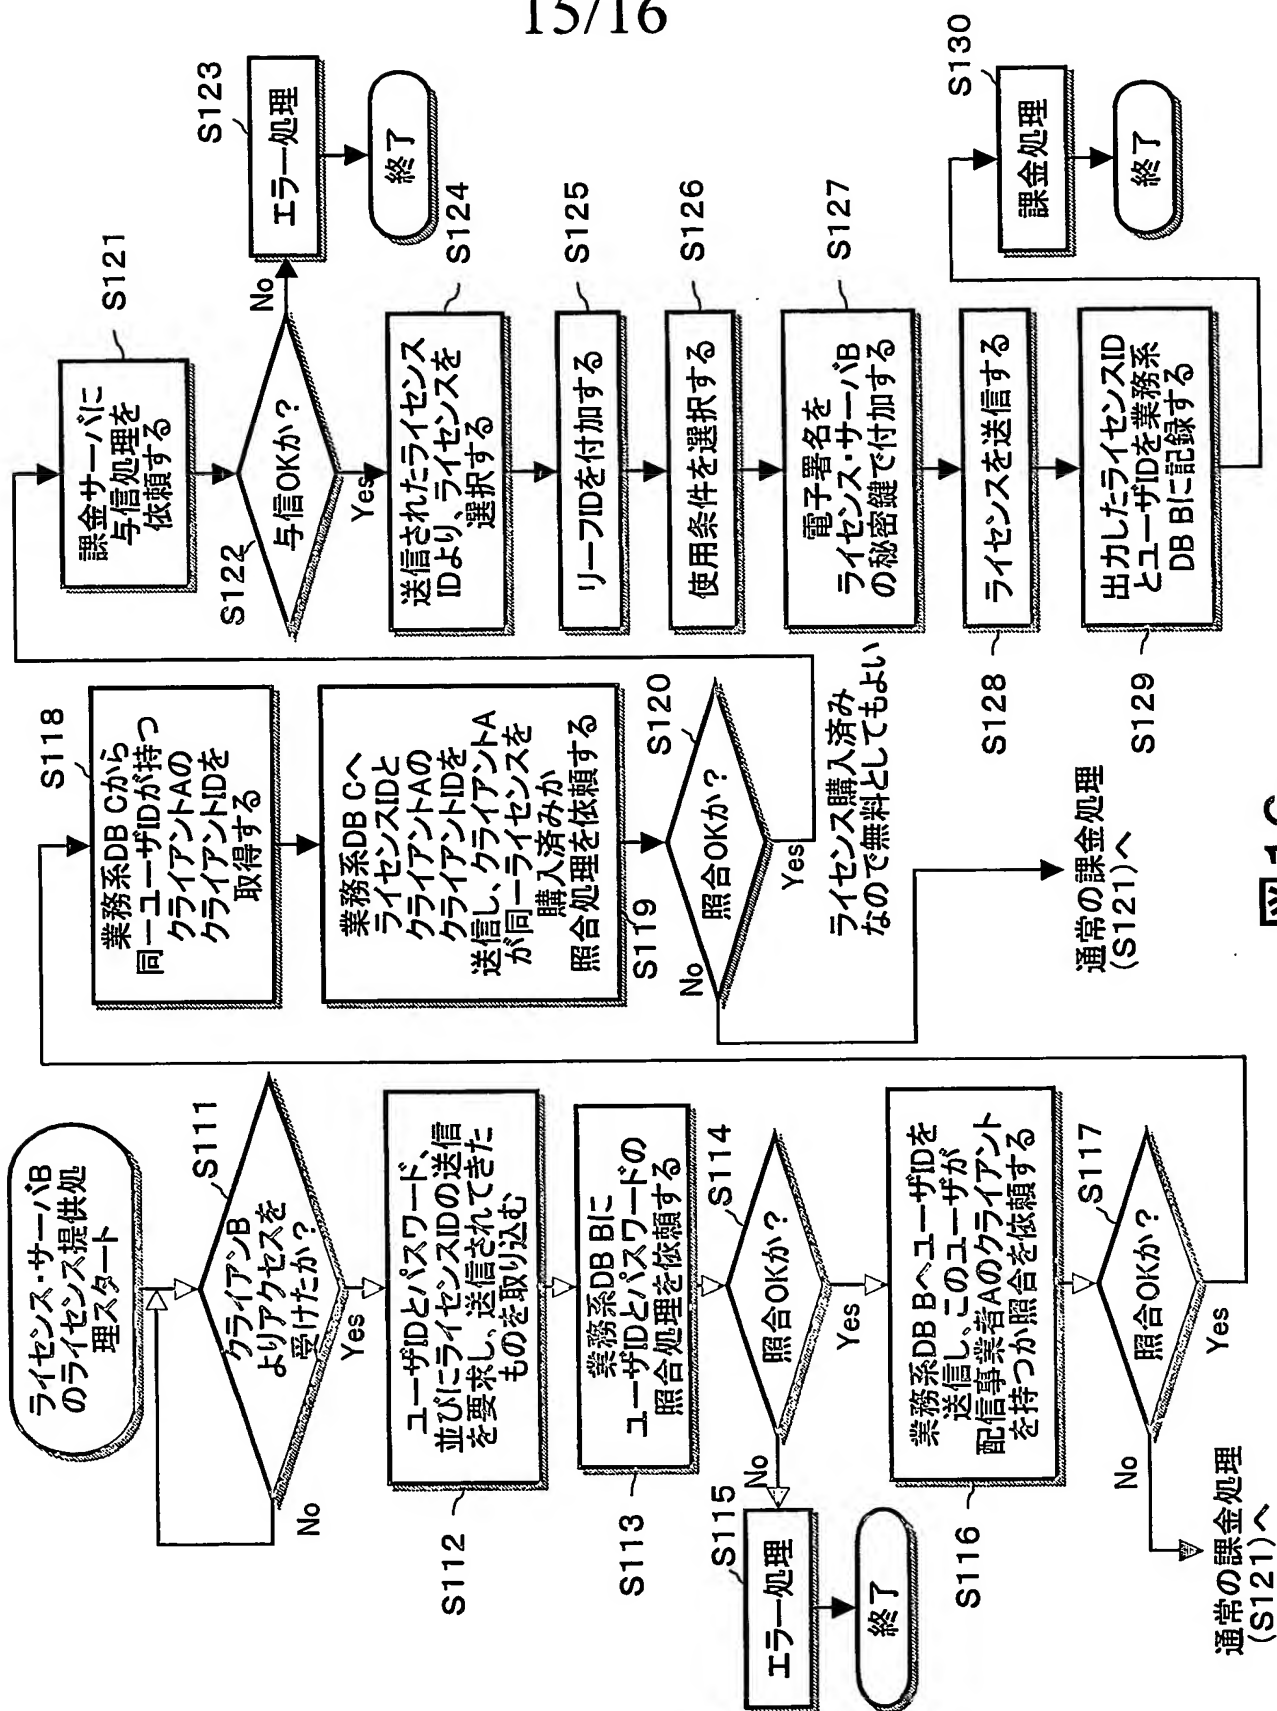 15/16
ライセンス・サーバB
のライセンス提供処
理スタート
S111
クライアンB
よりアクセスを
受けたか?
No
Yes
ユーザIDとパスワード、
並びにライセンスIDの送信
を要求し、送信されてきた
ものを取り込む
S112
業務系DB Bに
ユーザIDとパスワードの
照合処理を依頼する
S113
S114
照合OKか?
No
Yes
S115
エラー処理
終了
業務系DB BへユーザIDを
送信し、このユーザが
配信事業者Aのクライアント
を持つか照合を依頼する
S116
S117
照合OKか?
No
Yes
通常の課金処理
(S121)へ
S118
業務系DB Cから
同一ユーザIDが持つ
クライアントAの
クライアントIDを
取得する
業務系DB Cへ
ライセンスIDと
クライアントAの
クライアントIDを
送信し、クライアントA
が同一ライセンスを
購入済みか
照合処理を依頼する
S119
S120
照合OKか?
No
Yes
ライセンス購入済み
なので無料としてもよい
通常の課金処理
(S121)へ
S121
課金サーバに
与信処理を
依頼する
S122
与信OKか?
No
Yes
S123
エラー処理
終了
送信されたライセンス
IDより、ライセンスを
選択する
S124
リーフIDを付加する
S125
使用条件を選択する
S126
電子署名を
ライセンス・サーバB
の秘密鍵で付加する
S127
ライセンスを送信する
S128
出力したライセンスID
とユーザIDを業務系
DB Bに記録する
S129
S130
課金処理
終了